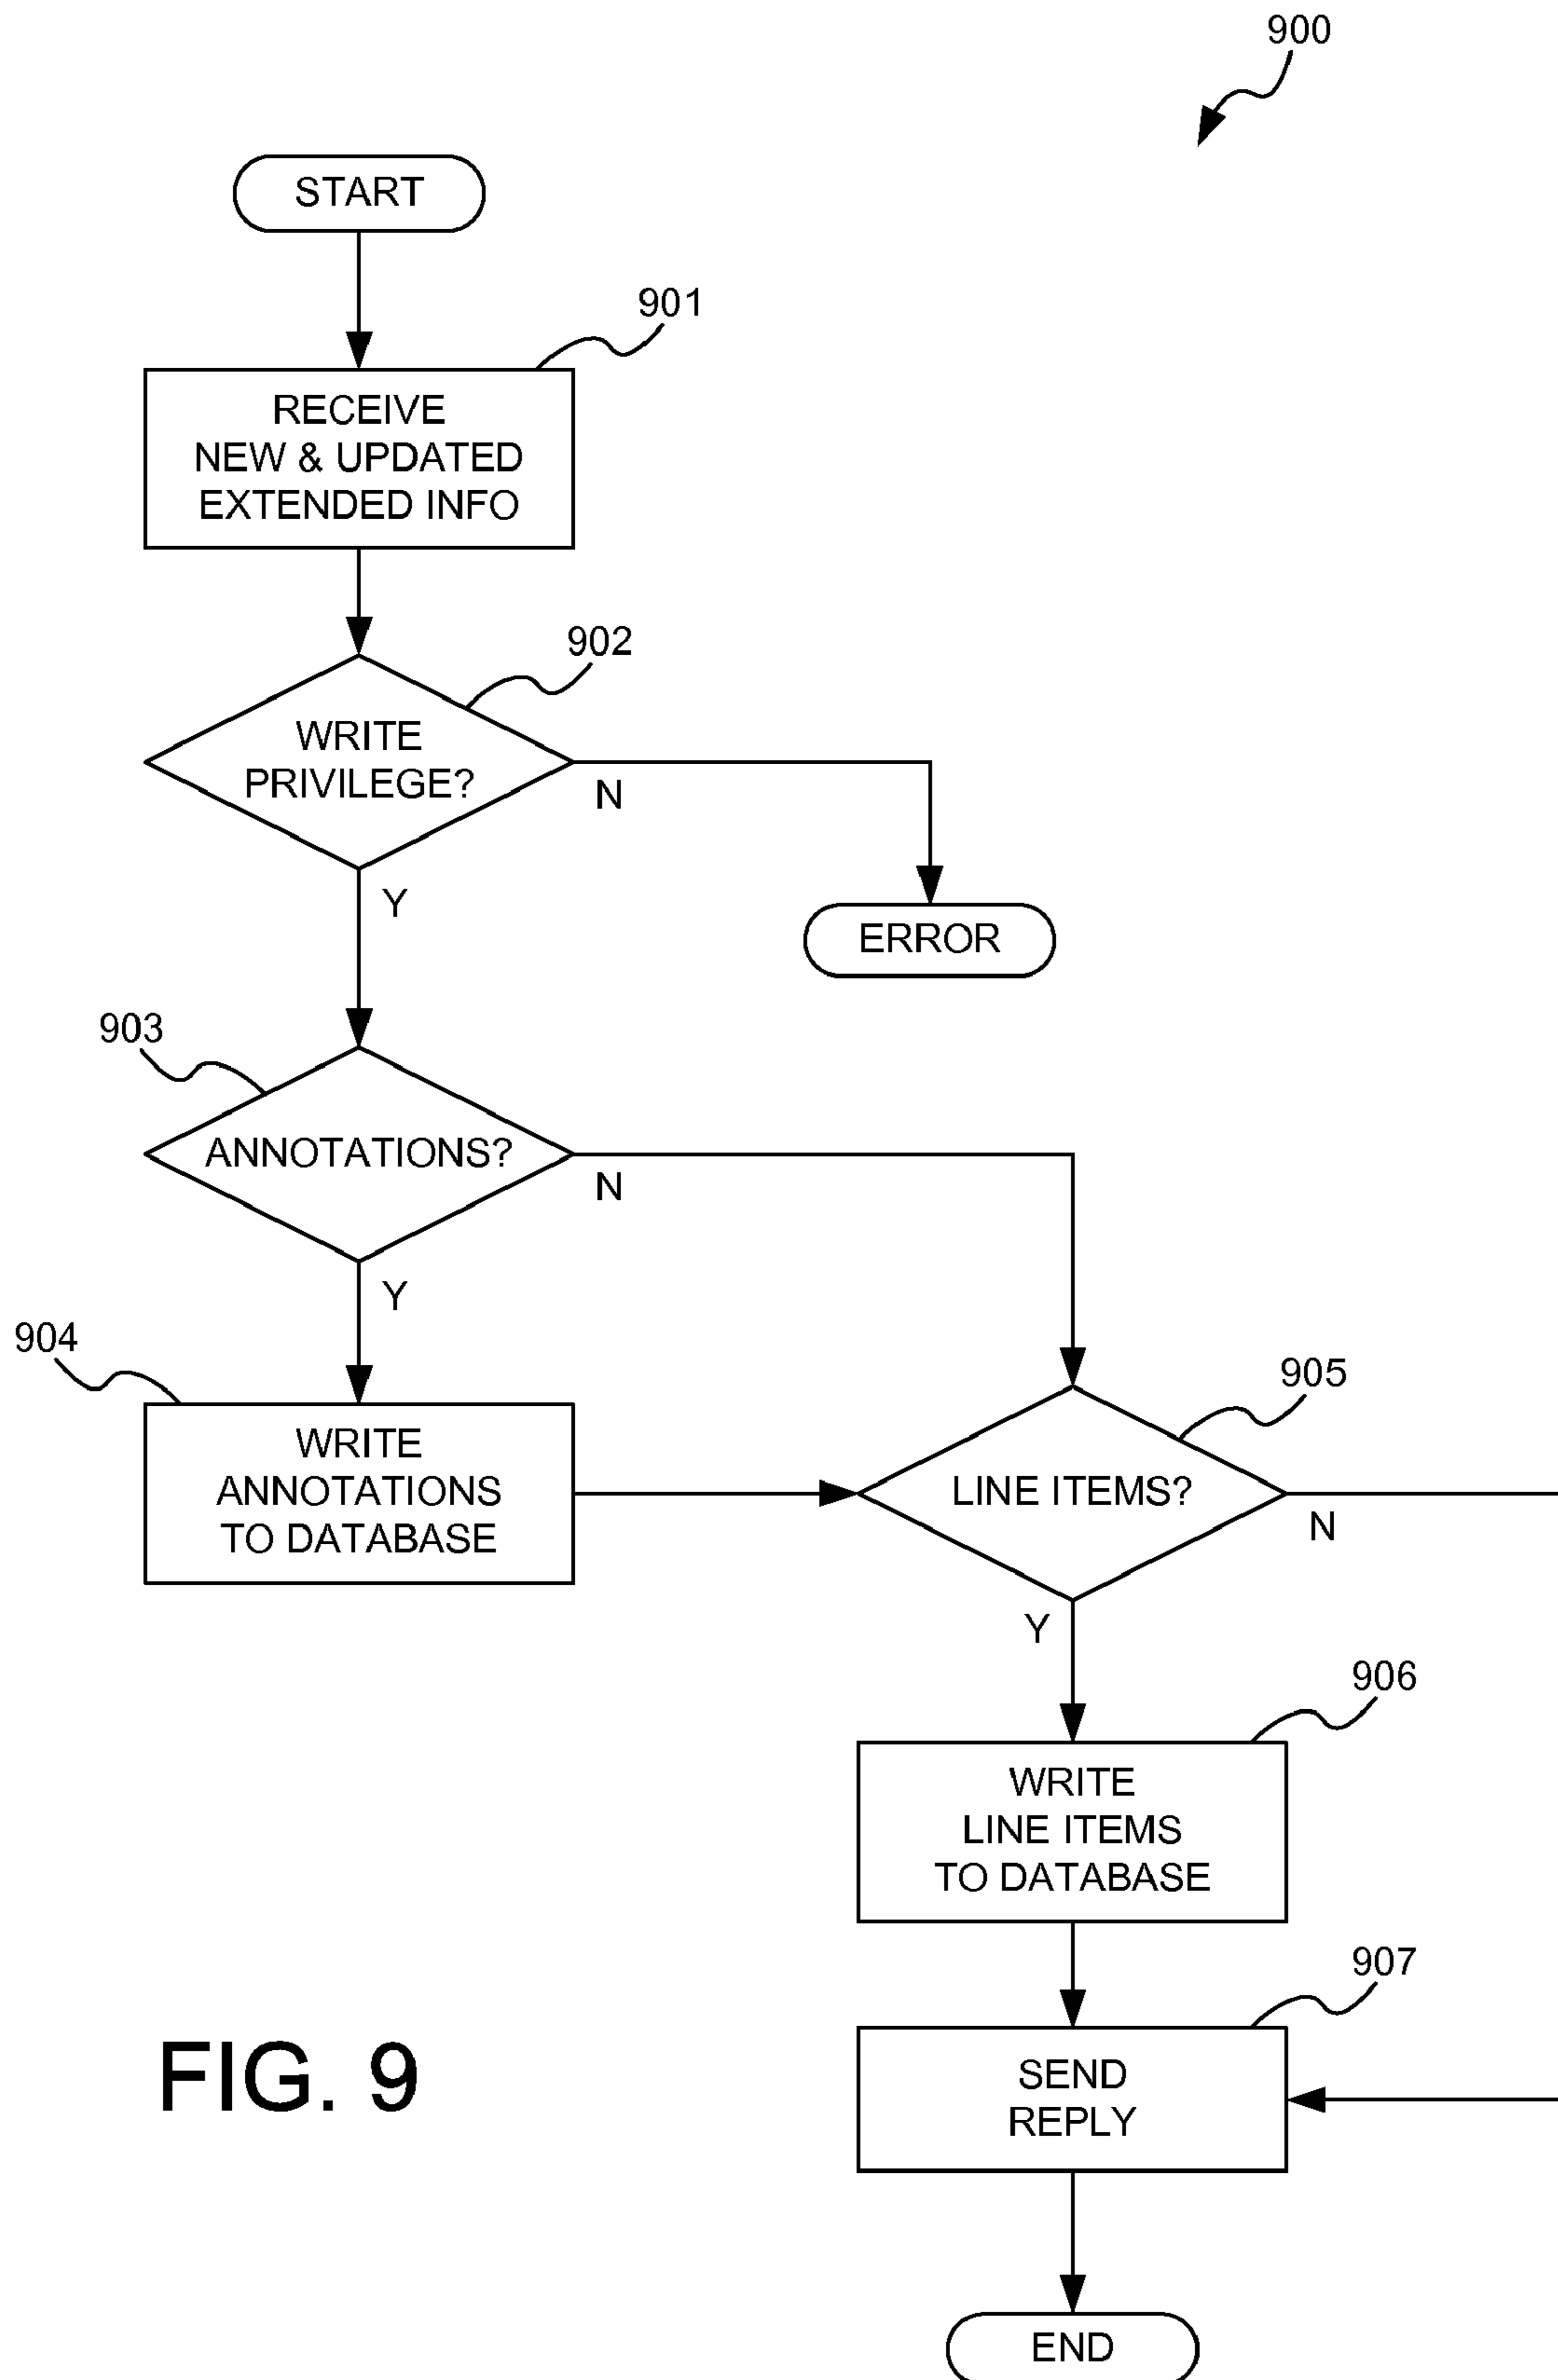 900
START
901
RECEIVE
NEW & UPDATED
EXTENDED INFO
902
WRITE
PRIVILEGE?
N
Y
ERROR
903
ANNOTATIONS?
N
Y
904
WRITE
ANNOTATIONS
TO DATABASE
905
LINE ITEMS?
N
Y
906
WRITE
LINE ITEMS
TO DATABASE
907
SEND
REPLY
FIG. 9
END